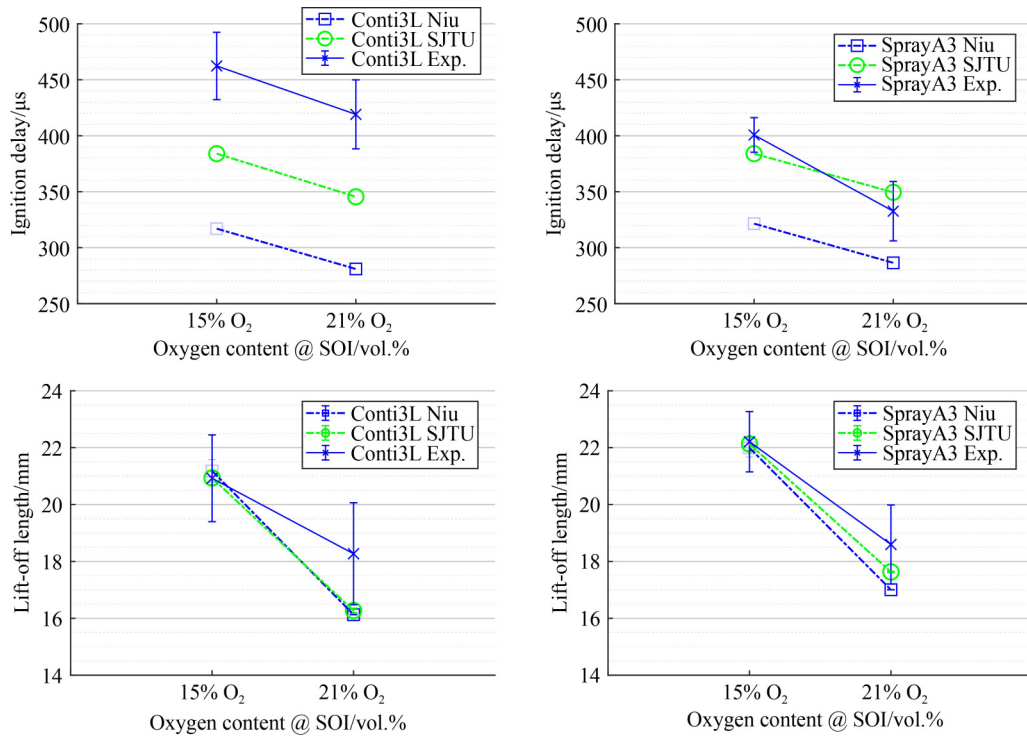 500
450
400
350
300
250
Ignition delay/μs
Conti3L Niu
Conti3L SJTU
Conti3L Exp.
15% O₂
21% O₂
Oxygen content @ SOI/vol.%
500
450
400
350
300
250
Ignition delay/μs
SprayA3 Niu
SprayA3 SJTU
SprayA3 Exp.
15% O₂
21% O₂
Oxygen content @ SOI/vol.%
24
22
20
18
16
14
Lift-off length/mm
Conti3L Niu
Conti3L SJTU
Conti3L Exp.
15% O₂
21% O₂
Oxygen content @ SOI/vol.%
24
22
20
18
16
14
Lift-off length/mm
SprayA3 Niu
SprayA3 SJTU
SprayA3 Exp.
15% O₂
21% O₂
Oxygen content @ SOI/vol.%